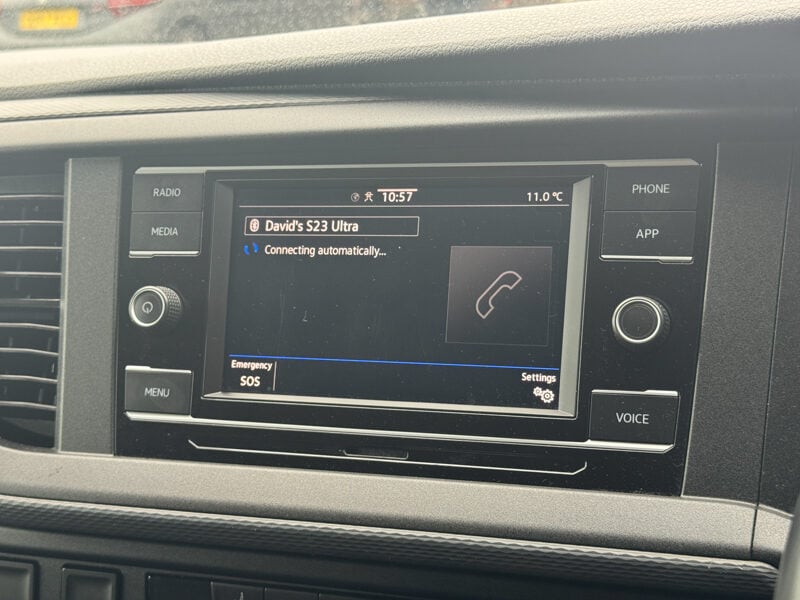 RADIO
MEDIA
MENU
10:57
11.0 °C
David's S23 Ultra
Connecting automatically...
Emergency
SOS
Settings
PHONE
APP
VOICE